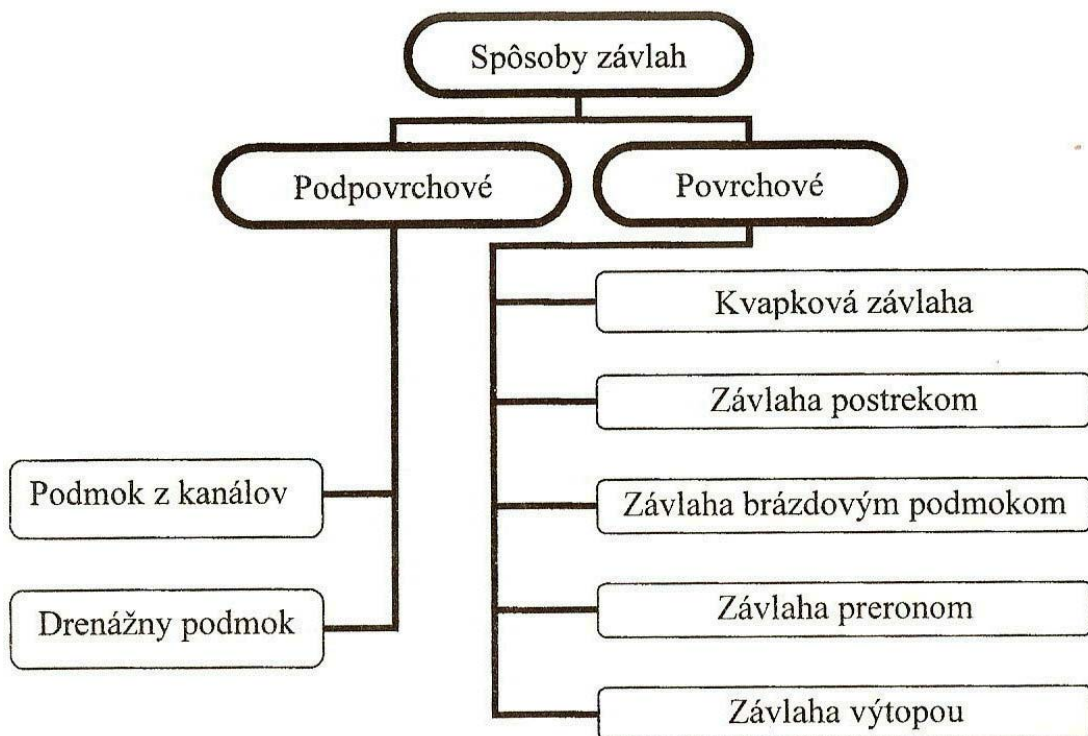 Spôsoby závlah
Podpovrchové
Povrchové
Kvapková závlaha
Závlaha postrekom
Podmok z kanálov
Závlaha brázdovým podmokom
Drenážny podmok
Závlaha preronom
Závlaha výtopou